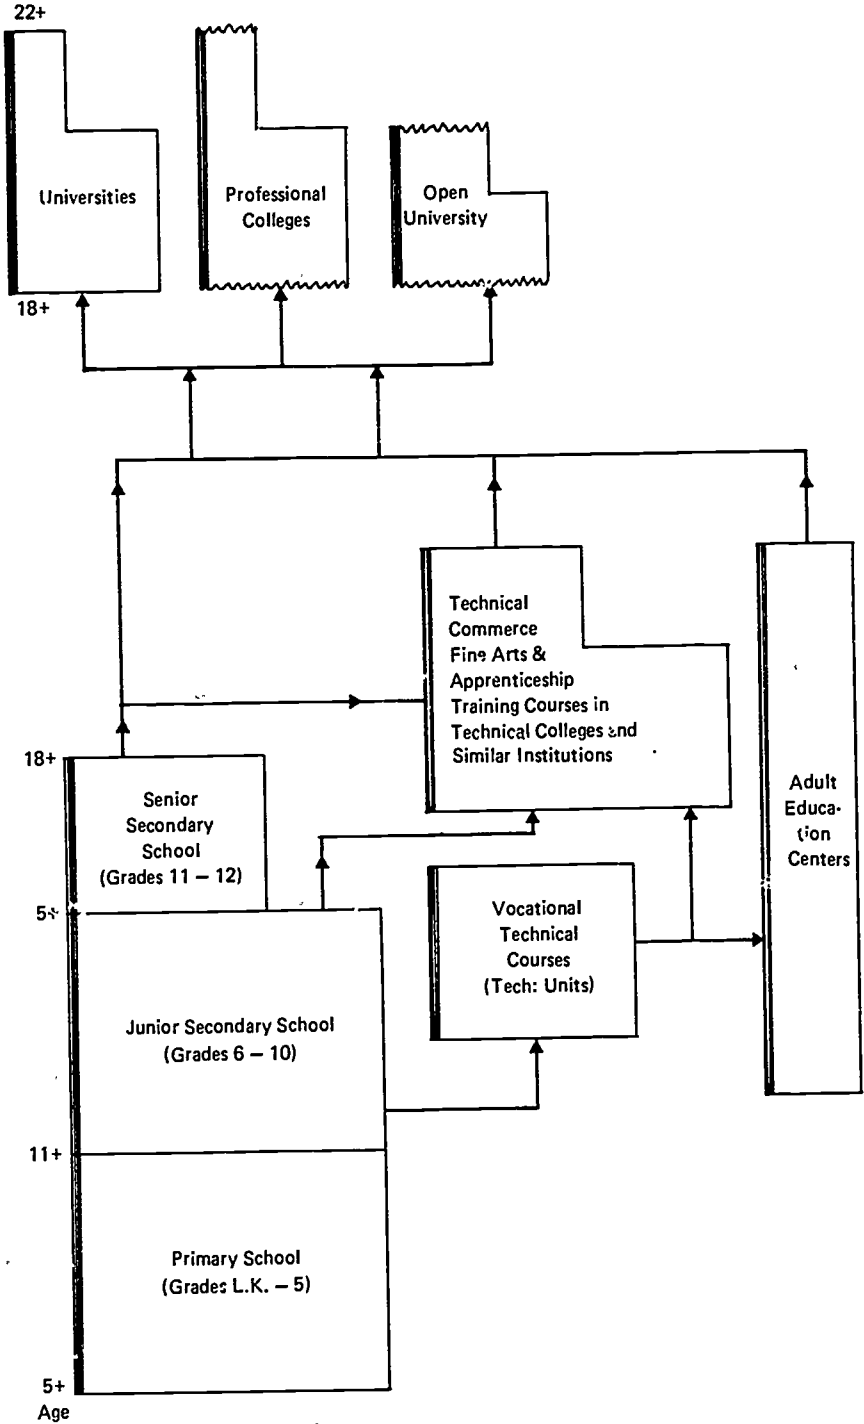 22+
Universities
Professional
Colleges
Open
University
18+
Technical
Commerce
Fine Arts &
Apprenticeship
Training Courses in
Technical Colleges and
Similar Institutions
Adult
Educa-
tion
Centers
18+
Senior
Secondary
School
(Grades 11 – 12)
Vocational
Technical
Courses
(Tech: Units)
Junior Secondary School
(Grades 6 – 10)
11+
Primary School
(Grades L.K. – 5)
5+
Age